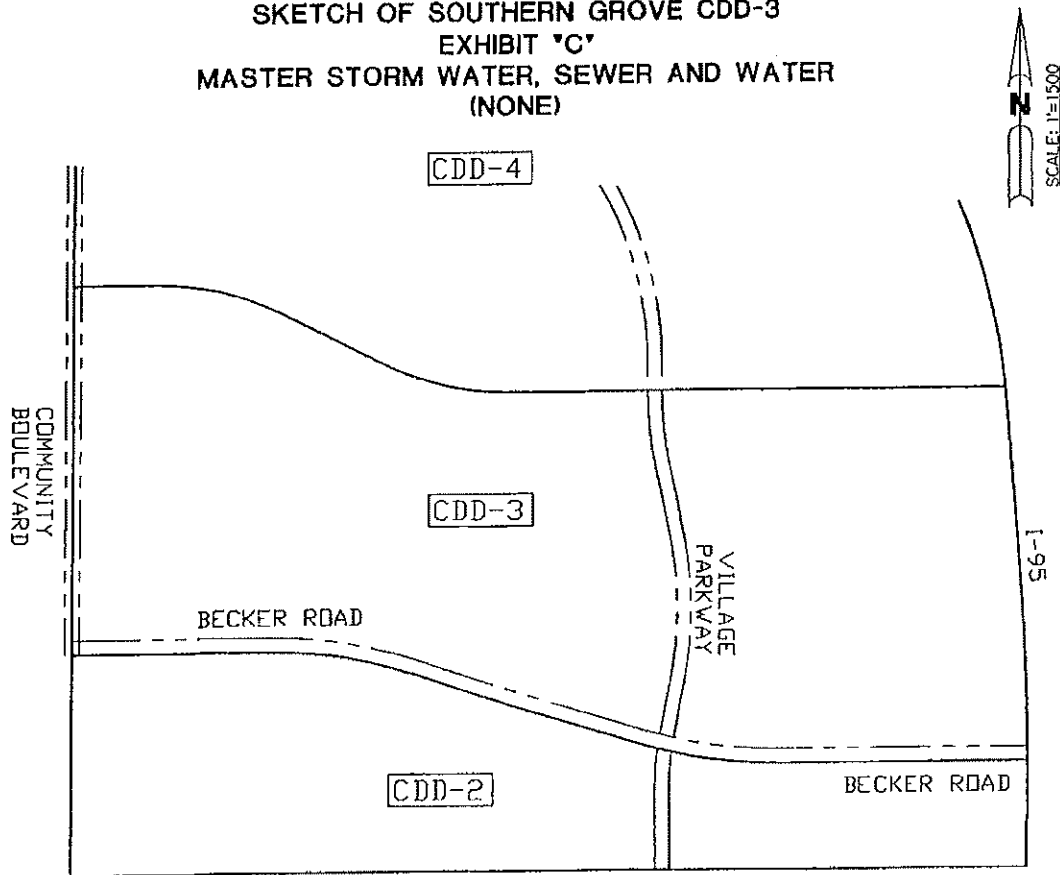 SKETCH OF SOUTHERN GROVE CDD-3
EXHIBIT "C"
MASTER STORM WATER, SEWER AND WATER
(NONE)
N
SCALE: 1"=1500
CDD-4
COMMUNITY
BOULEVARD
CDD-3
I-95
VILLAGE
PARKWAY
BECKER ROAD
CDD-2
BECKER ROAD